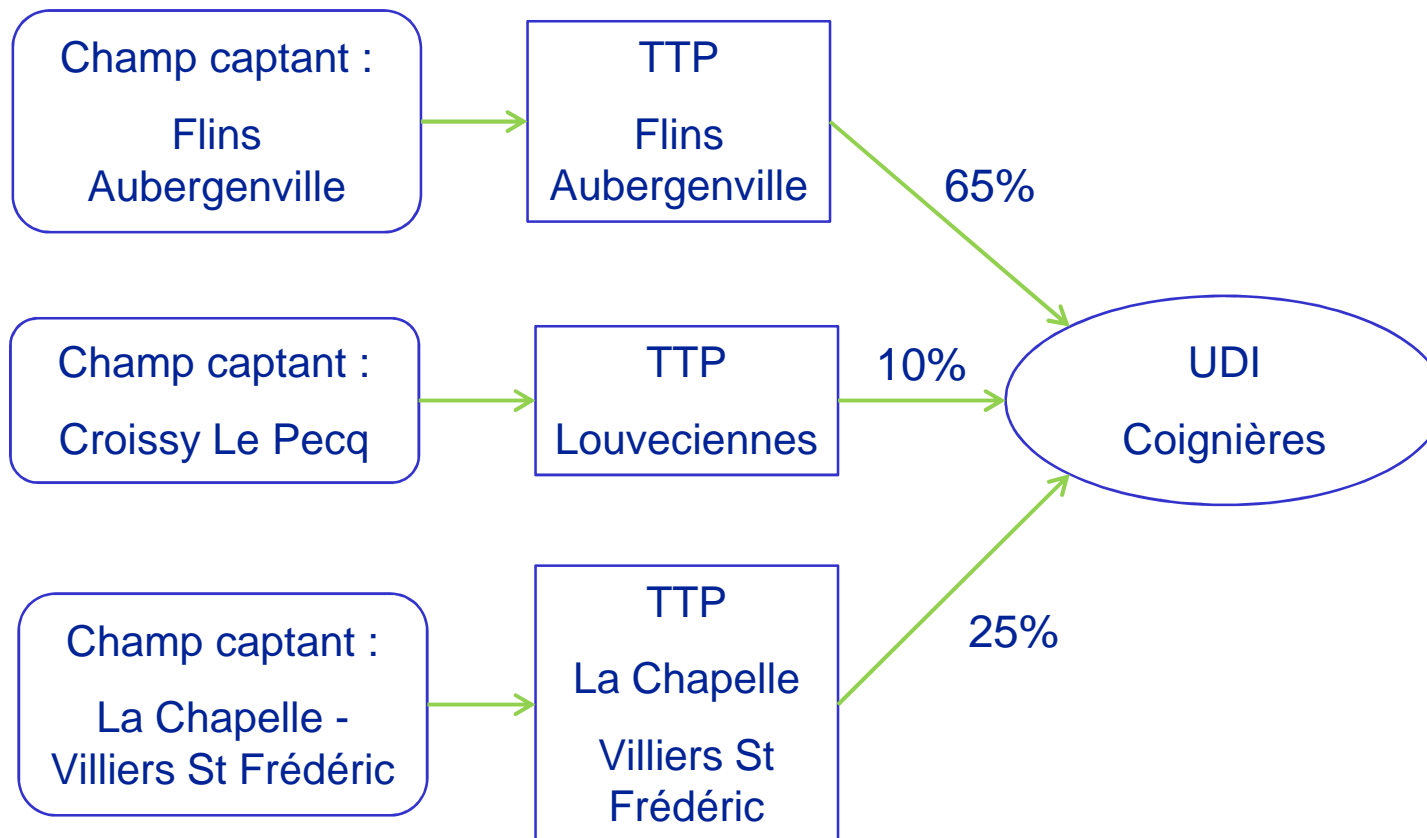 Champ captant :
Flins
Aubergenville
TTP
Flins
Aubergenville
65%
Champ captant :
Croissy Le Pecq
TTP
Louveciennes
10%
UDI
Coignières
Champ captant :
La Chapelle -
Villiers St Frédéric
TTP
La Chapelle
Villiers St
Frédéric
25%